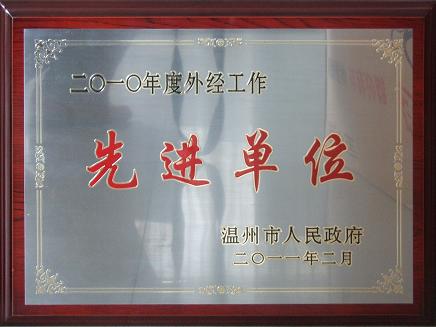 二〇一〇年度外经工作
先进单位
温州市人民政府
二〇一一年二月